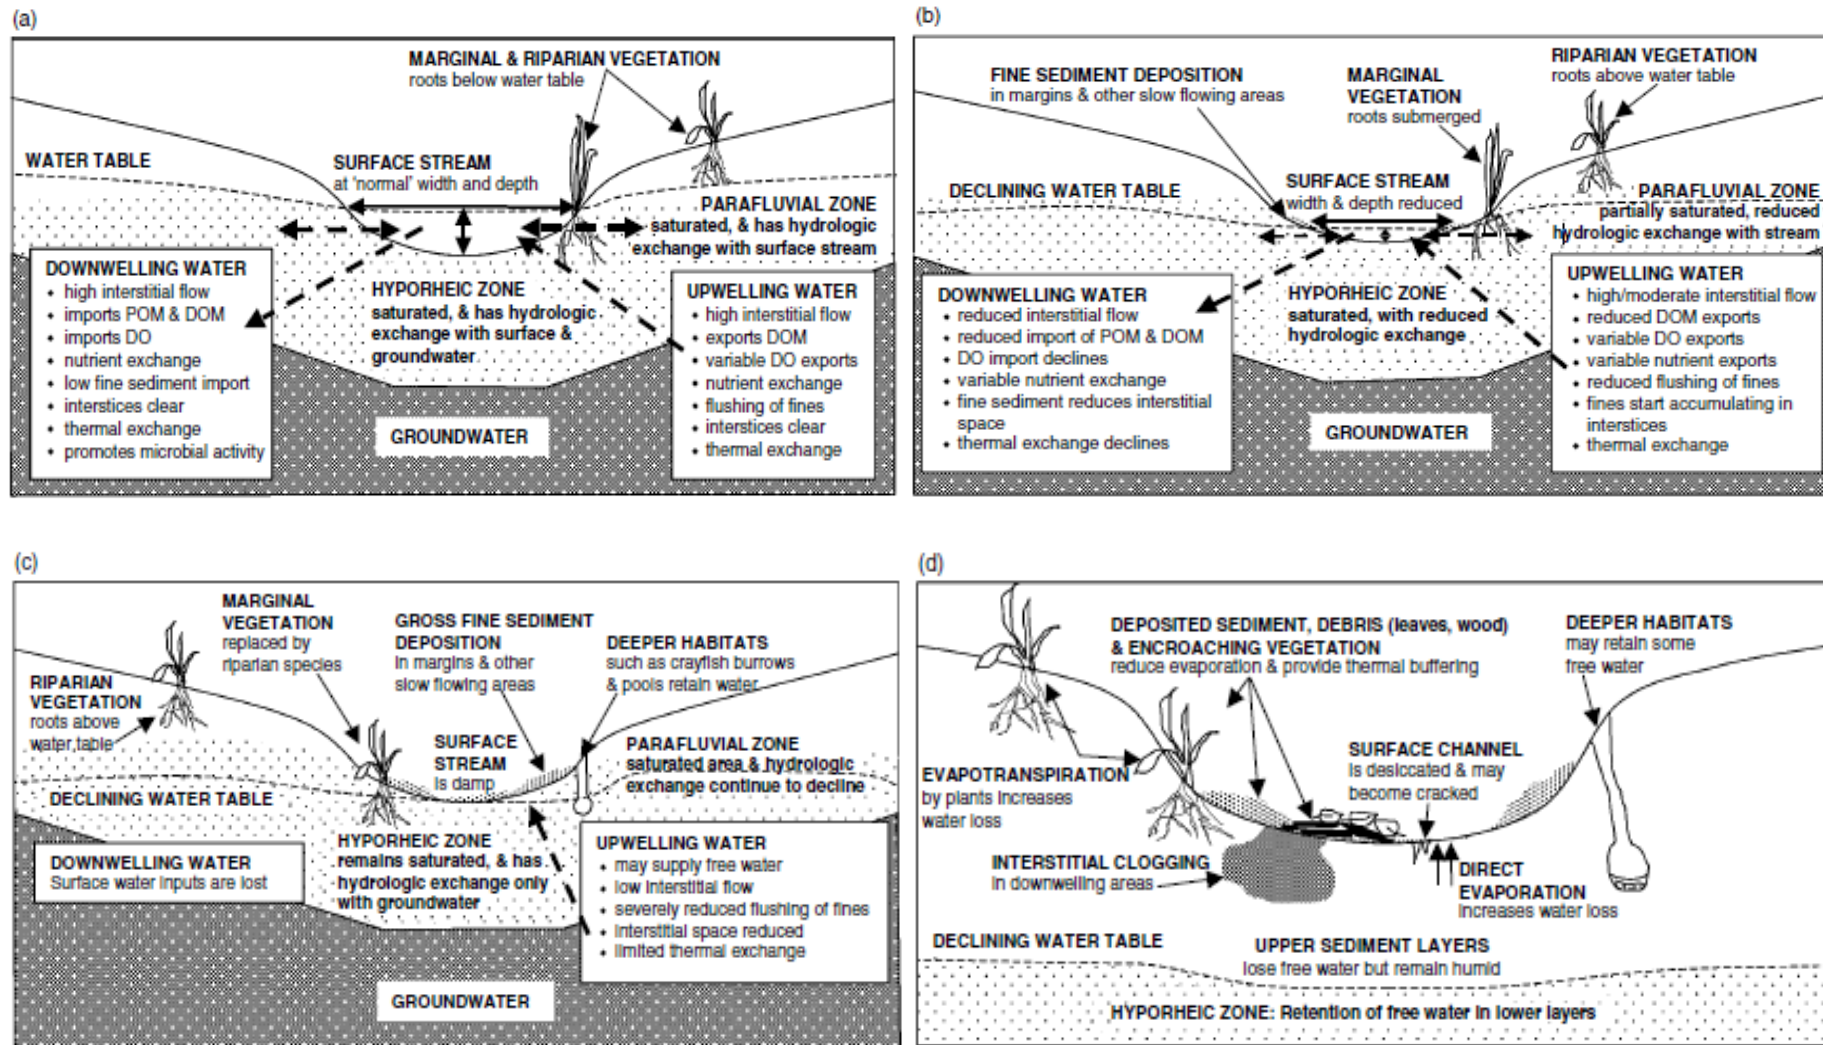 (a)
MARGINAL & RIPARIAN VEGETATION
roots below water table
WATER TABLE
SURFACE STREAM
at 'normal' width and depth
PARAFLUVIAL ZONE
saturated, & has hydrologic
exchange with surface stream
DOWNWELLING WATER
• high interstitial flow
• imports POM & DOM
• imports DO
• nutrient exchange
• low fine sediment import
• interstices clear
• thermal exchange
• promotes microbial activity
HYPORHEIC ZONE
saturated, & has hydrologic
exchange with surface &
groundwater
UPWELLING WATER
• high interstitial flow
• exports DOM
• variable DO exports
• nutrient exchange
• flushing of fines
• interstices clear
• thermal exchange
GROUNDWATER
(b)
FINE SEDIMENT DEPOSITION
in margins & other slow flowing areas
MARGINAL
VEGETATION
roots submerged
RIPARIAN VEGETATION
roots above water table
DECLINING WATER TABLE
SURFACE STREAM
width & depth reduced
PARAFLUVIAL ZONE
partially saturated, reduced
hydrologic exchange with stream
DOWNWELLING WATER
• reduced interstitial flow
• reduced import of POM & DOM
• DO import declines
• variable nutrient exchange
• fine sediment reduces interstitial
space
• thermal exchange declines
HYPORHEIC ZONE
saturated, with reduced
hydrologic exchange
UPWELLING WATER
• high/moderate interstitial flow
• reduced DOM exports
• variable DO exports
• variable nutrient exports
• reduced flushing of fines
• fines start accumulating in
interstices
• thermal exchange
GROUNDWATER
(c)
MARGINAL
VEGETATION
replaced by
riparian species
GROSS FINE SEDIMENT
DEPOSITION
in margins & other
slow flowing areas
DEEPER HABITATS
such as crayfish burrows
& pools retain water
RIPARIAN
VEGETATION
roots above
water table
SURFACE
STREAM
is damp
PARAFLUVIAL ZONE
saturated area & hydrologic
exchange continue to decline
DECLINING WATER TABLE
HYPORHEIC ZONE
remains saturated, & has
hydrologic exchange only
with groundwater
DOWNWELLING WATER
Surface water inputs are lost
UPWELLING WATER
• may supply free water
• low interstitial flow
• severely reduced flushing of fines
• interstitial space reduced
• limited thermal exchange
GROUNDWATER
(d)
DEPOSITED SEDIMENT, DEBRIS (leaves, wood)
& ENCROACHING VEGETATION
reduce evaporation & provide thermal buffering
DEEPER HABITATS
may retain some
free water
EVAPOTRANSPIRATION
by plants increases
water loss
SURFACE CHANNEL
is desiccated & may
become cracked
INTERSTITIAL CLOGGING
in downwelling areas
DIRECT
EVAPORATION
increases water loss
DECLINING WATER TABLE
UPPER SEDIMENT LAYERS
lose free water but remain humid
HYPORHEIC ZONE: Retention of free water in lower layers